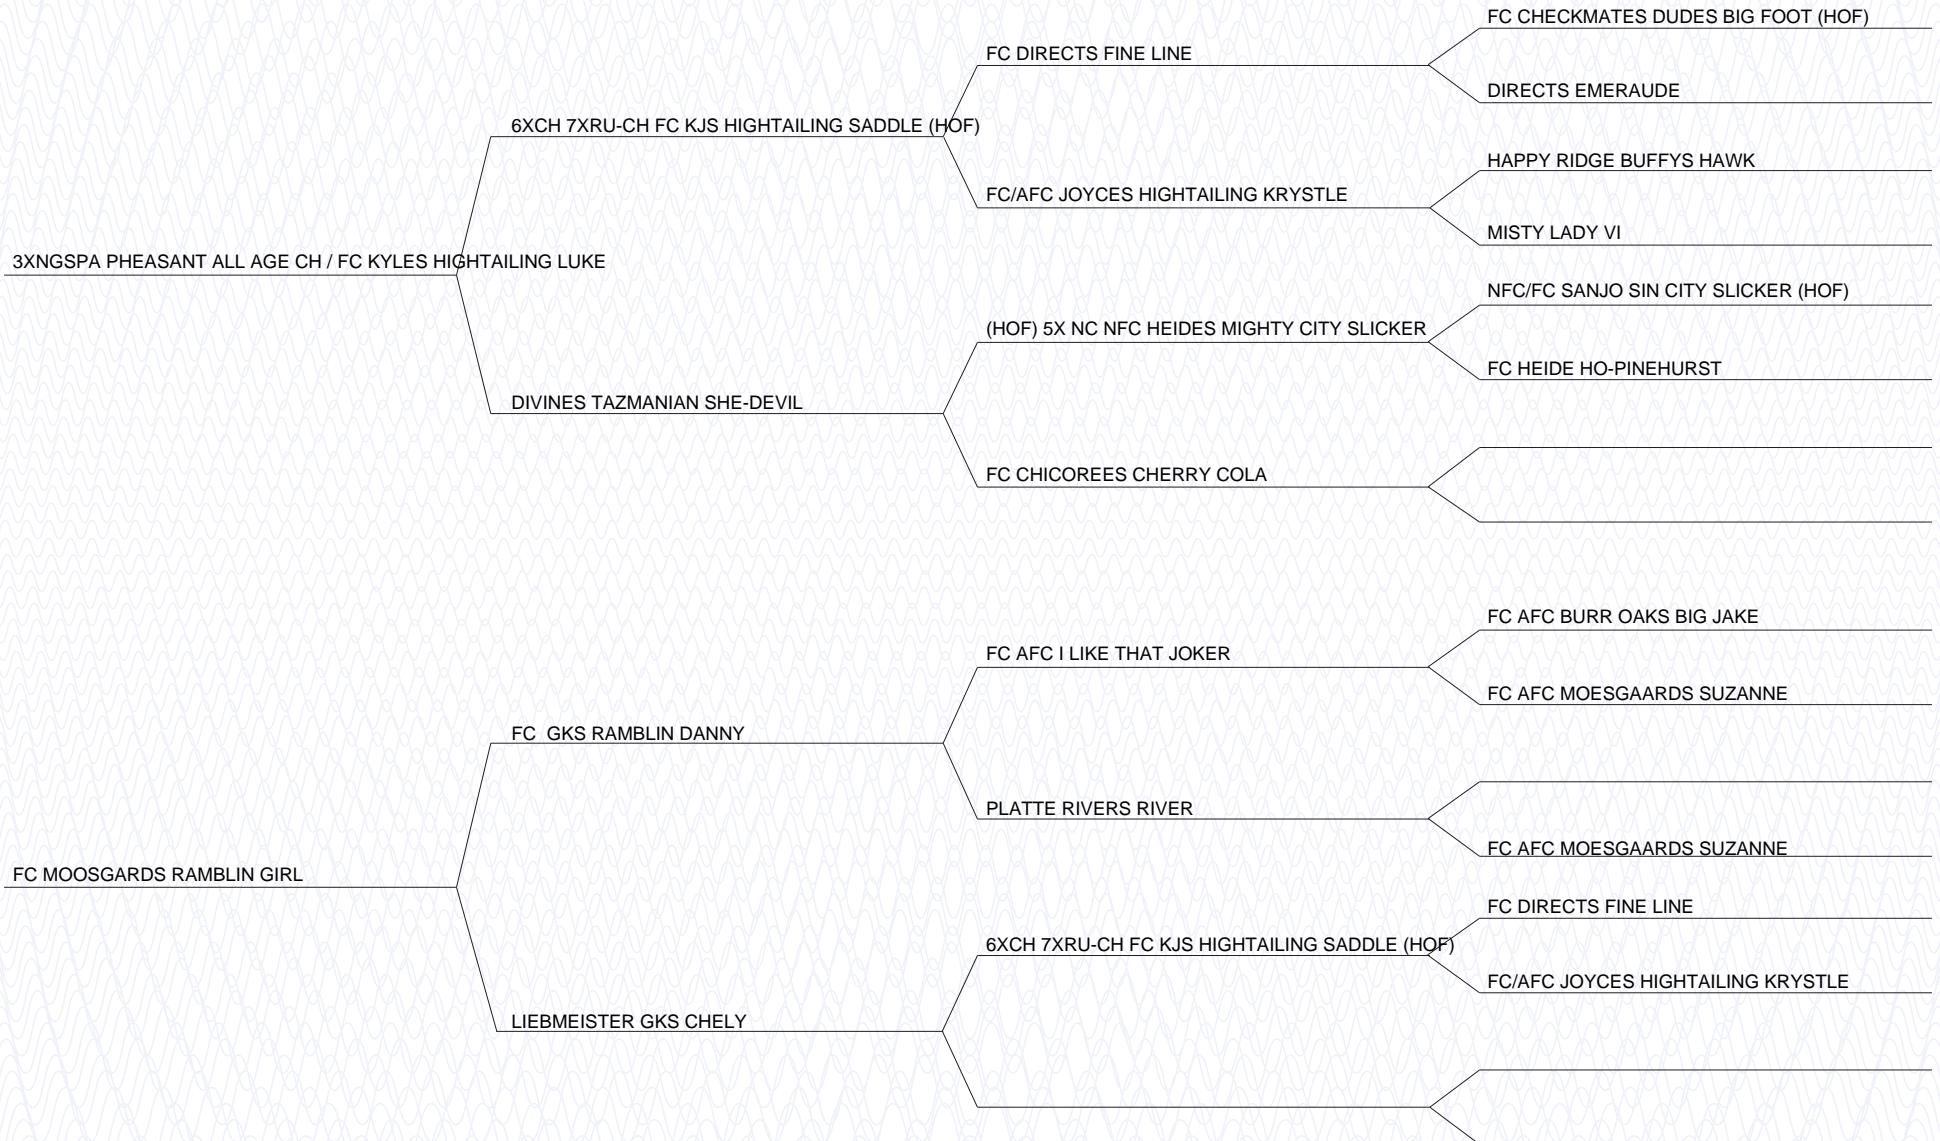 FC CHECKMATES DUDES BIG FOOT (HOF)
FC DIRECTS FINE LINE
DIRECTS EMERAUDE
6XCH 7XRU-CH FC KJS HIGHTAILING SADDLE (HOF)
HAPPY RIDGE BUFFYS HAWK
FC/AFC JOYCES HIGHTAILING KRYSTLE
MISTY LADY VI
3XNGSPA PHEASANT ALL AGE CH / FC KYLES HIGHTAILING LUKE
NFC/FC SANJO SIN CITY SLICKER (HOF)
(HOF) 5X NC NFC HEIDES MIGHTY CITY SLICKER
FC HEIDE HO-PINEHURST
DIVINES TAZMANIAN SHE-DEVIL
FC CHICOREES CHERRY COLA
FC AFC BURR OAKS BIG JAKE
FC AFC I LIKE THAT JOKER
FC AFC MOESGAARDS SUZANNE
FC  GKS RAMBLIN DANNY
PLATTE RIVERS RIVER
FC AFC MOESGAARDS SUZANNE
FC MOOSGARDS RAMBLIN GIRL
FC DIRECTS FINE LINE
6XCH 7XRU-CH FC KJS HIGHTAILING SADDLE (HOF)
FC/AFC JOYCES HIGHTAILING KRYSTLE
LIEBMEISTER GKS CHELY